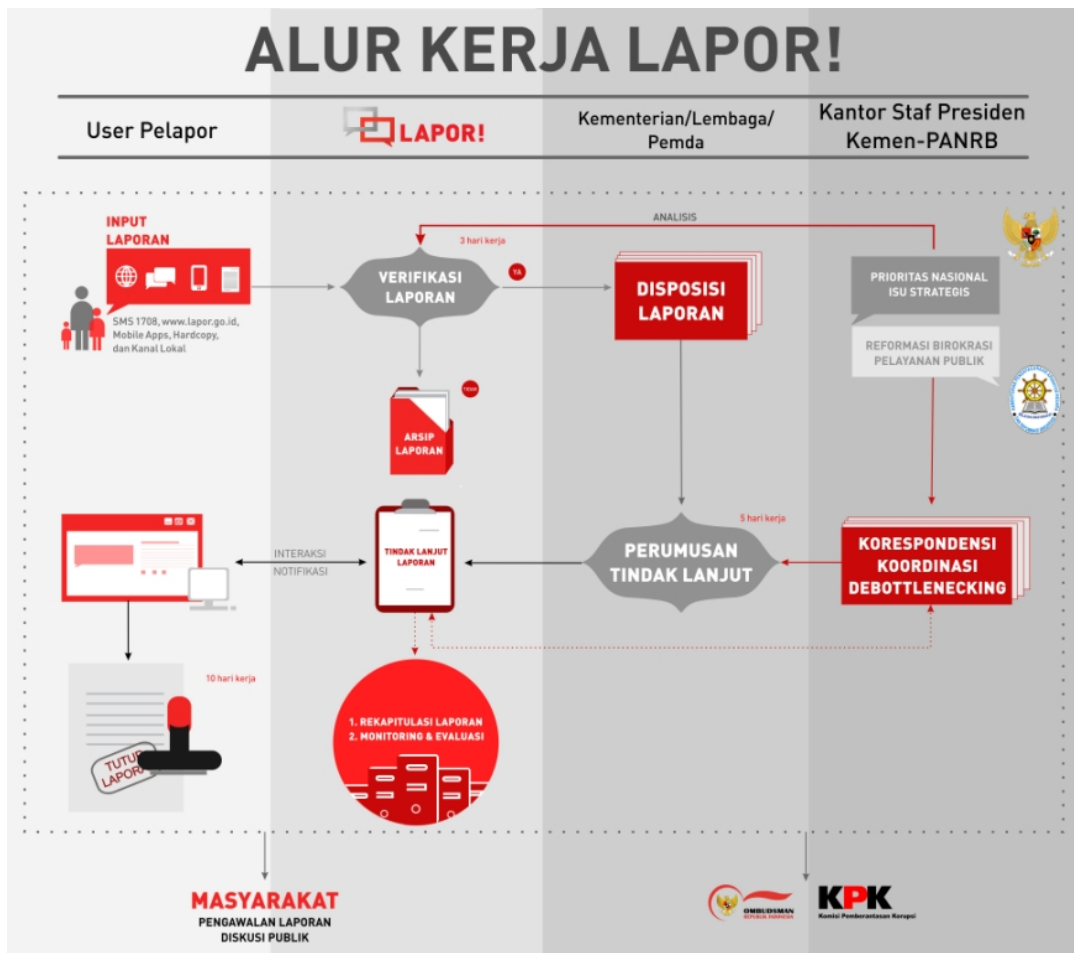 ALUR KERJA LAPOR!
User Pelapor
LAPOR!
Kementerian/Lembaga/
Pemda
Kantor Staf Presiden
Kemen-PANRB
INPUT
LAPORAN
SMS 1708, www.lapor.go.id,
Mobile Apps, Hardcopy,
dan Kanal Lokal
3 hari kerja
VERIFIKASI
LAPORAN
YA
TIDAK
ARSIP
LAPORAN
DISPOSISI
LAPORAN
ANALISIS
PRIORITAS NASIONAL
ISU STRATEGIS
REFORMASI BIROKRASI
PELAYANAN PUBLIK
INTERAKSI
NOTIFIKASI
TINDAK LANJUT
LAPORAN
5 hari kerja
PERUMUSAN
TINDAK LANJUT
KORESPONDENSI
KOORDINASI
DEBOTTLENECKING
10 hari kerja
TUTUP
LAPORA
1. REKAPITULASI LAPORAN
2. MONITORING & EVALUASI
MASYARAKAT
PENGAWALAN LAPORAN
DISKUSI PUBLIK
OMBUDSMAN
REPUBLIK INDONESIA
KPK
Komisi Pemberantasan Korupsi